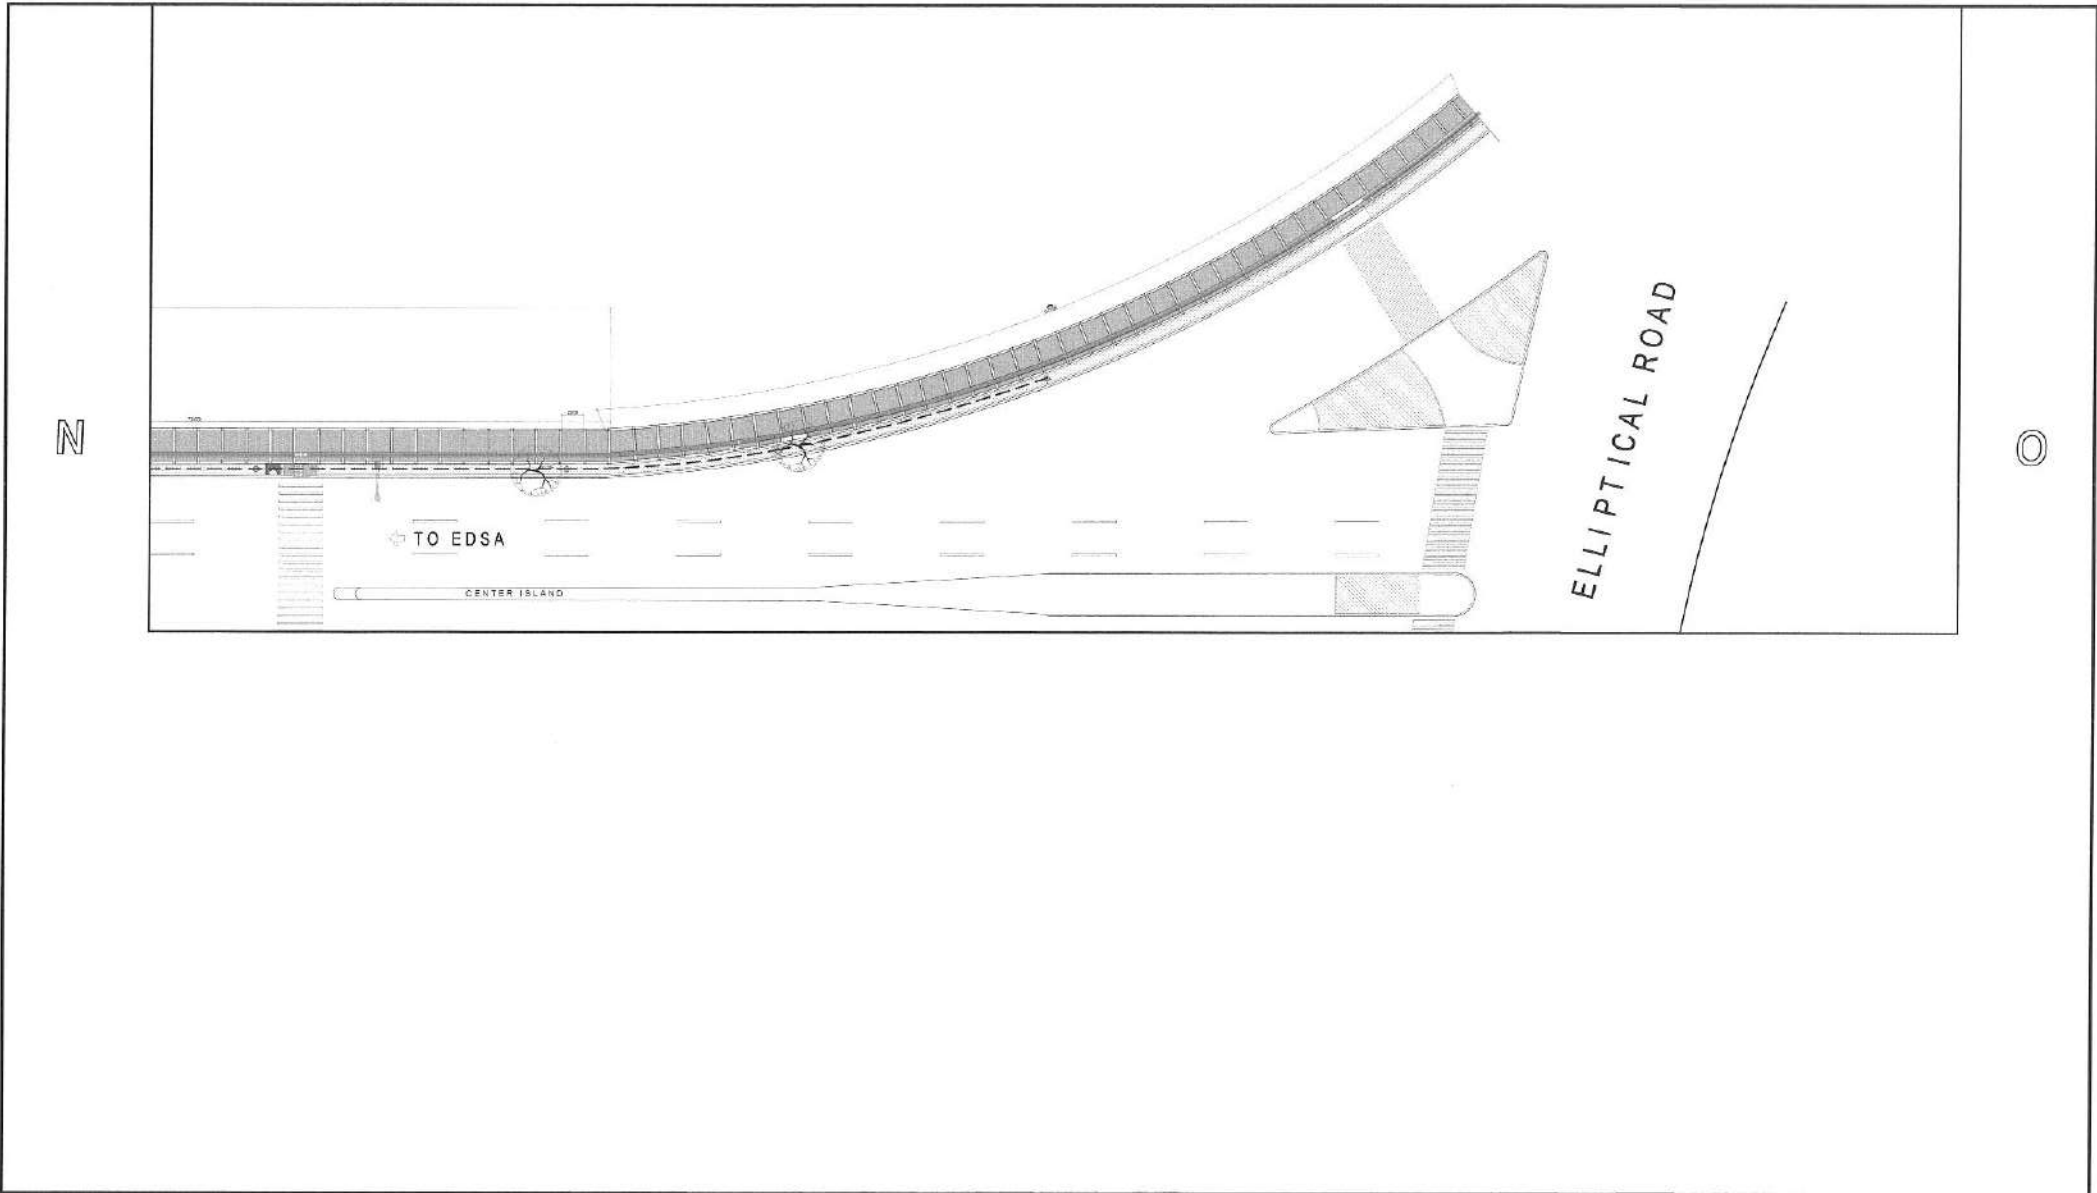 N
TO EDSA
CENTER ISLAND
ELLIPTICAL ROAD
O